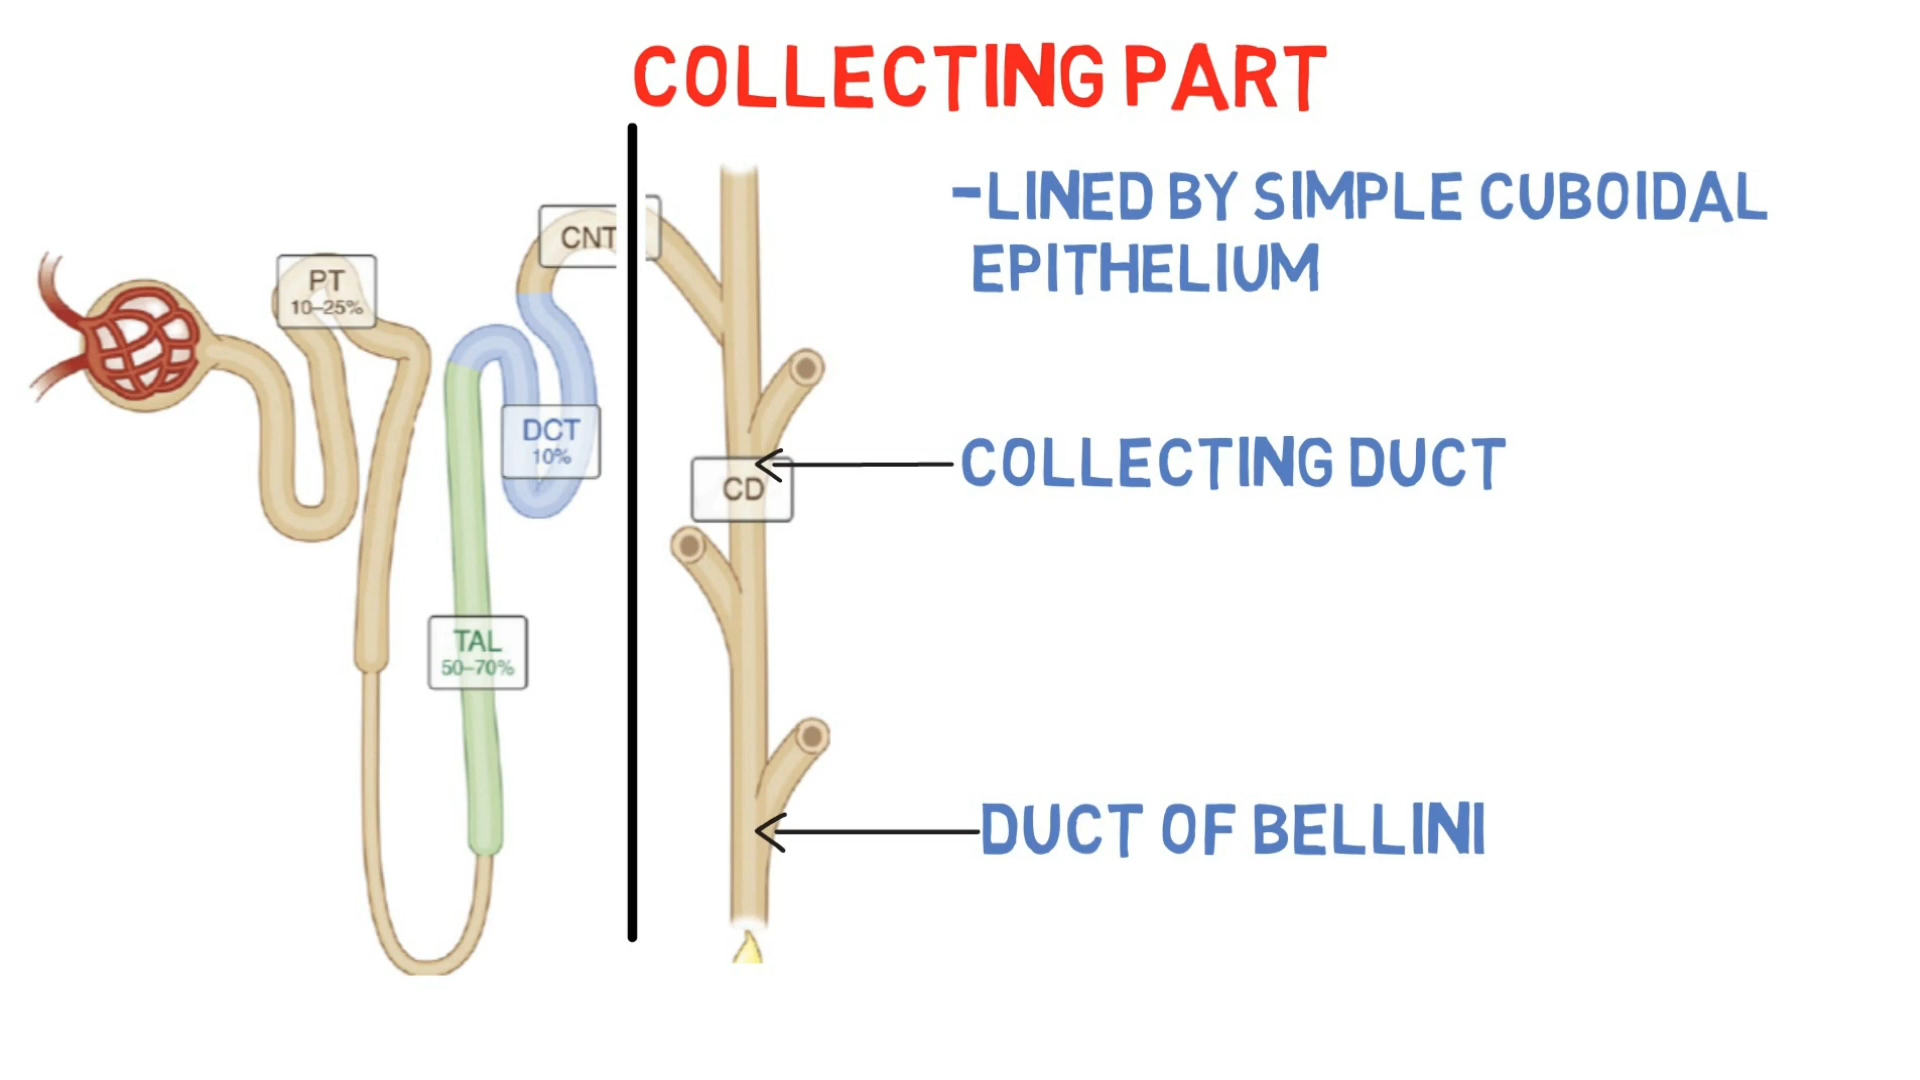 COLLECTING PART
-LINED BY SIMPLE CUBOIDAL
EPITHELIUM
CNT
PT
10–25%
DCT
10%
COLLECTING DUCT
CD
TAL
50–70%
DUCT OF BELLINI